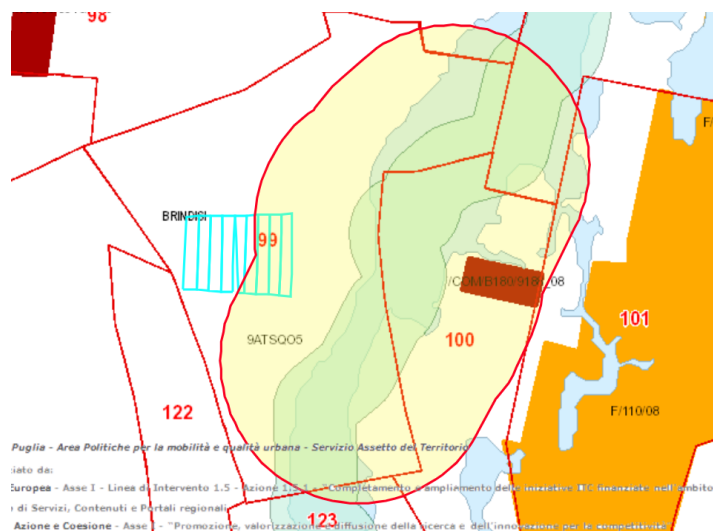 98
F/
BRINDISI
99
/COM/B180/918
_08
101
9ATSQO5
100
122
F/110/08
Puglia - Area Politiche per la mobilità e qualità urbana - Servizio Assetto del Territorio
ciato da:
Europea - Asse I - Linea di Intervento 1.5 - Azione 1.5.1 - "Completamento e ampliamento delle iniziative ITC finanziate nell'ambito
di Servizi, Contenuti e Portali regionali
123
Azione e Coesione - Asse I - "Promozione, valorizzazione e diffusione della ricerca e dell'innovazione per la competitività"